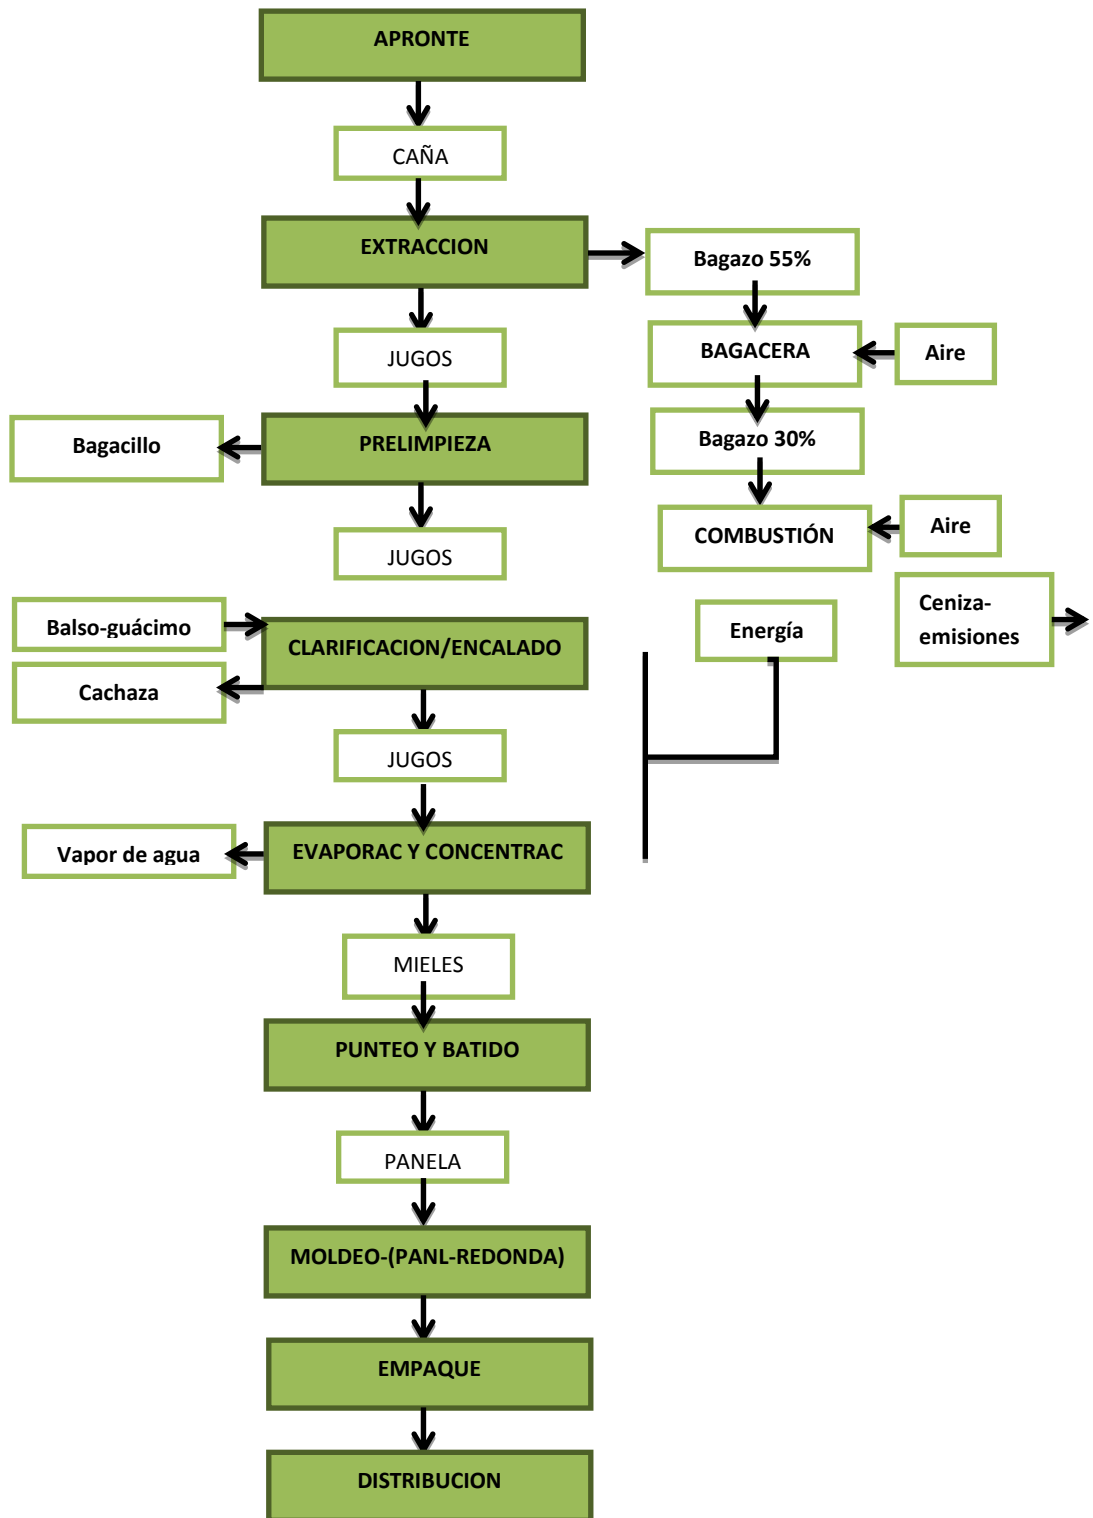 APRONTE
CAÑA
EXTRACCION
Bagazo 55%
JUGOS
BAGACERA
Aire
Bagacillo
PRELIMPIEZA
Bagazo 30%
JUGOS
COMBUSTIÓN
Aire
Balso-guácimo
CLARIFICACION/ENCALADO
Energía
Ceniza-
emisiones
Cachaza
JUGOS
Vapor de agua
EVAPORAC Y CONCENTRAC
MIELES
PUNTEO Y BATIDO
PANELA
MOLDEO-(PANL-REDONDA)
EMPAQUE
DISTRIBUCION